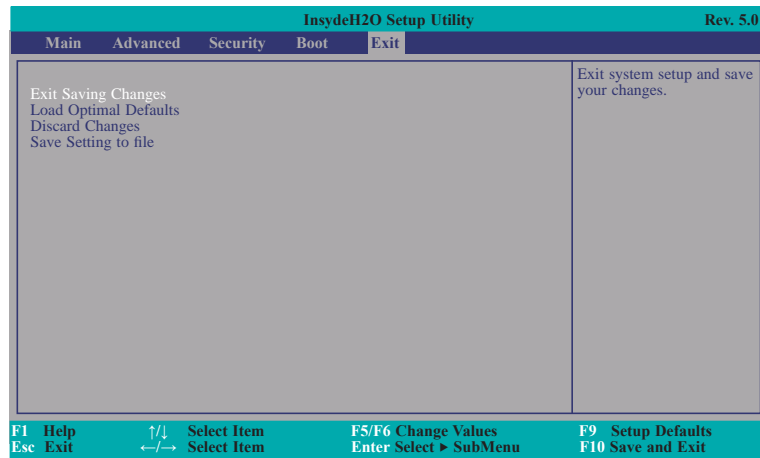 InsydeH2O Setup Utility Rev. 5.0
Main Advanced Security Boot Exit
Exit Saving Changes
Load Optimal Defaults
Discard Changes
Save Setting to file
Exit system setup and save
your changes.
F1 Help ↑/↓ Select Item F5/F6 Change Values F9 Setup Defaults
Esc Exit ←/→ Select Item Enter Select ► SubMenu F10 Save and Exit